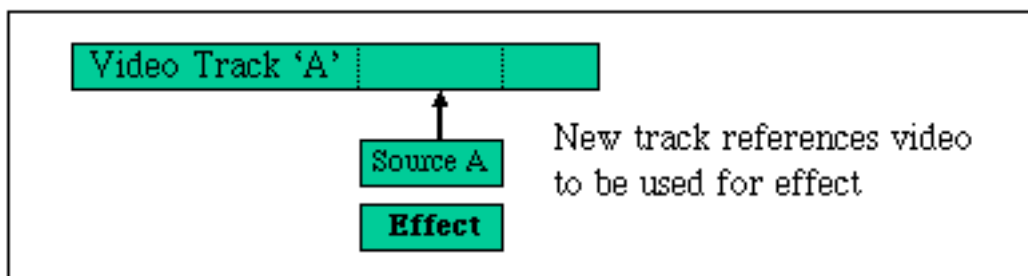 Video Track ‘A’
Source A
Effect
New track references video
to be used for effect